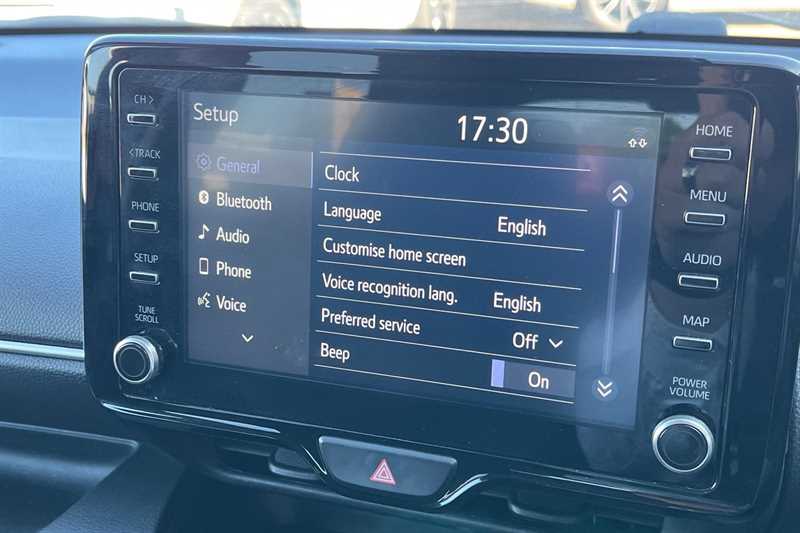 CH >
< TRACK
PHONE
SETUP
TUNE
SCROLL
Setup
17:30
General
Bluetooth
Audio
Phone
Voice
Clock
Language English
Customise home screen
Voice recognition lang. English
Preferred service Off
Beep On
HOME
MENU
AUDIO
MAP
POWER
VOLUME